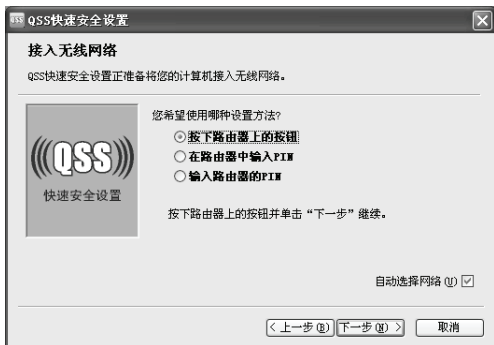 QSS QSS快速安全设置
接入无线网络
QSS快速安全设置正准备将您的计算机接入无线网络。
您希望使用哪种设置方法?
按下路由器上的按钮
在路由器中输入PIN
输入路由器的PIN
QSS
快速安全设置
按下路由器上的按钮并单击“下一步”继续。
自动选择网络(U)
< 上一步(B) 下一步(N) > 取消